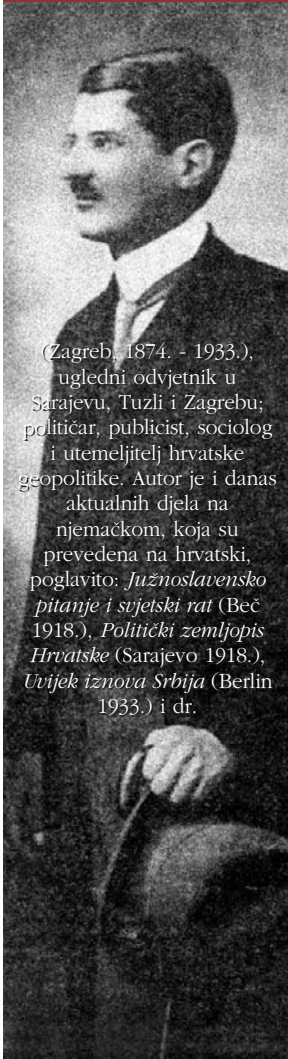 (Zagreb, 1874. - 1933.),
ugledni odvjetnik u
Sarajevu, Tuzli i Zagrebu;
političar, publicist, sociolog
i utemeljitelj hrvatske
geopolitike. Autor je i danas
aktualnih djela na
njemačkom, koja su
prevedena na hrvatski,
poglavito: Južnoslavensko
pitanje i svjetski rat (Beč
1918.), Politički zemljopis
Hrvatske (Sarajevo 1918.),
Uvijek iznova Srbija (Berlin
1933.) i dr.